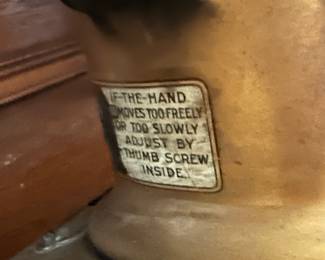 IF-THE-HAND
MOVES TOO FREELY
OR TOO SLOWLY
ADJUST BY
THUMB SCREW
INSIDE.